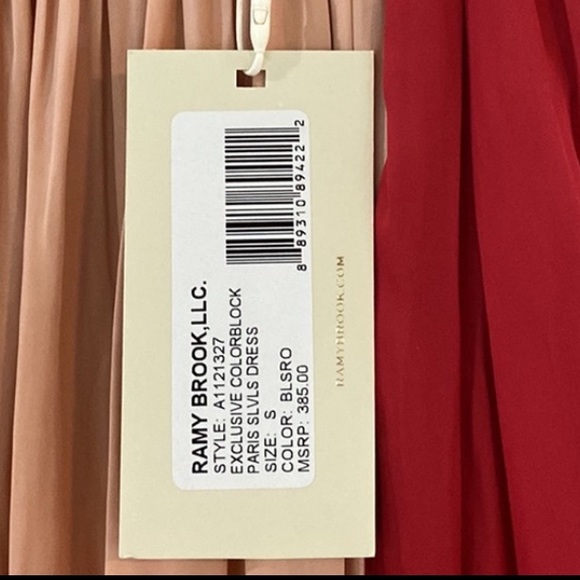 8 89310 89422 2
RAMY BROOK,LLC.
STYLE: A1121327
EXCLUSIVE COLORBLOCK
PARIS SLVLS DRESS
SIZE: S
COLOR: BLSRO
MSRP: 385.00
RAMYBROOK.COM